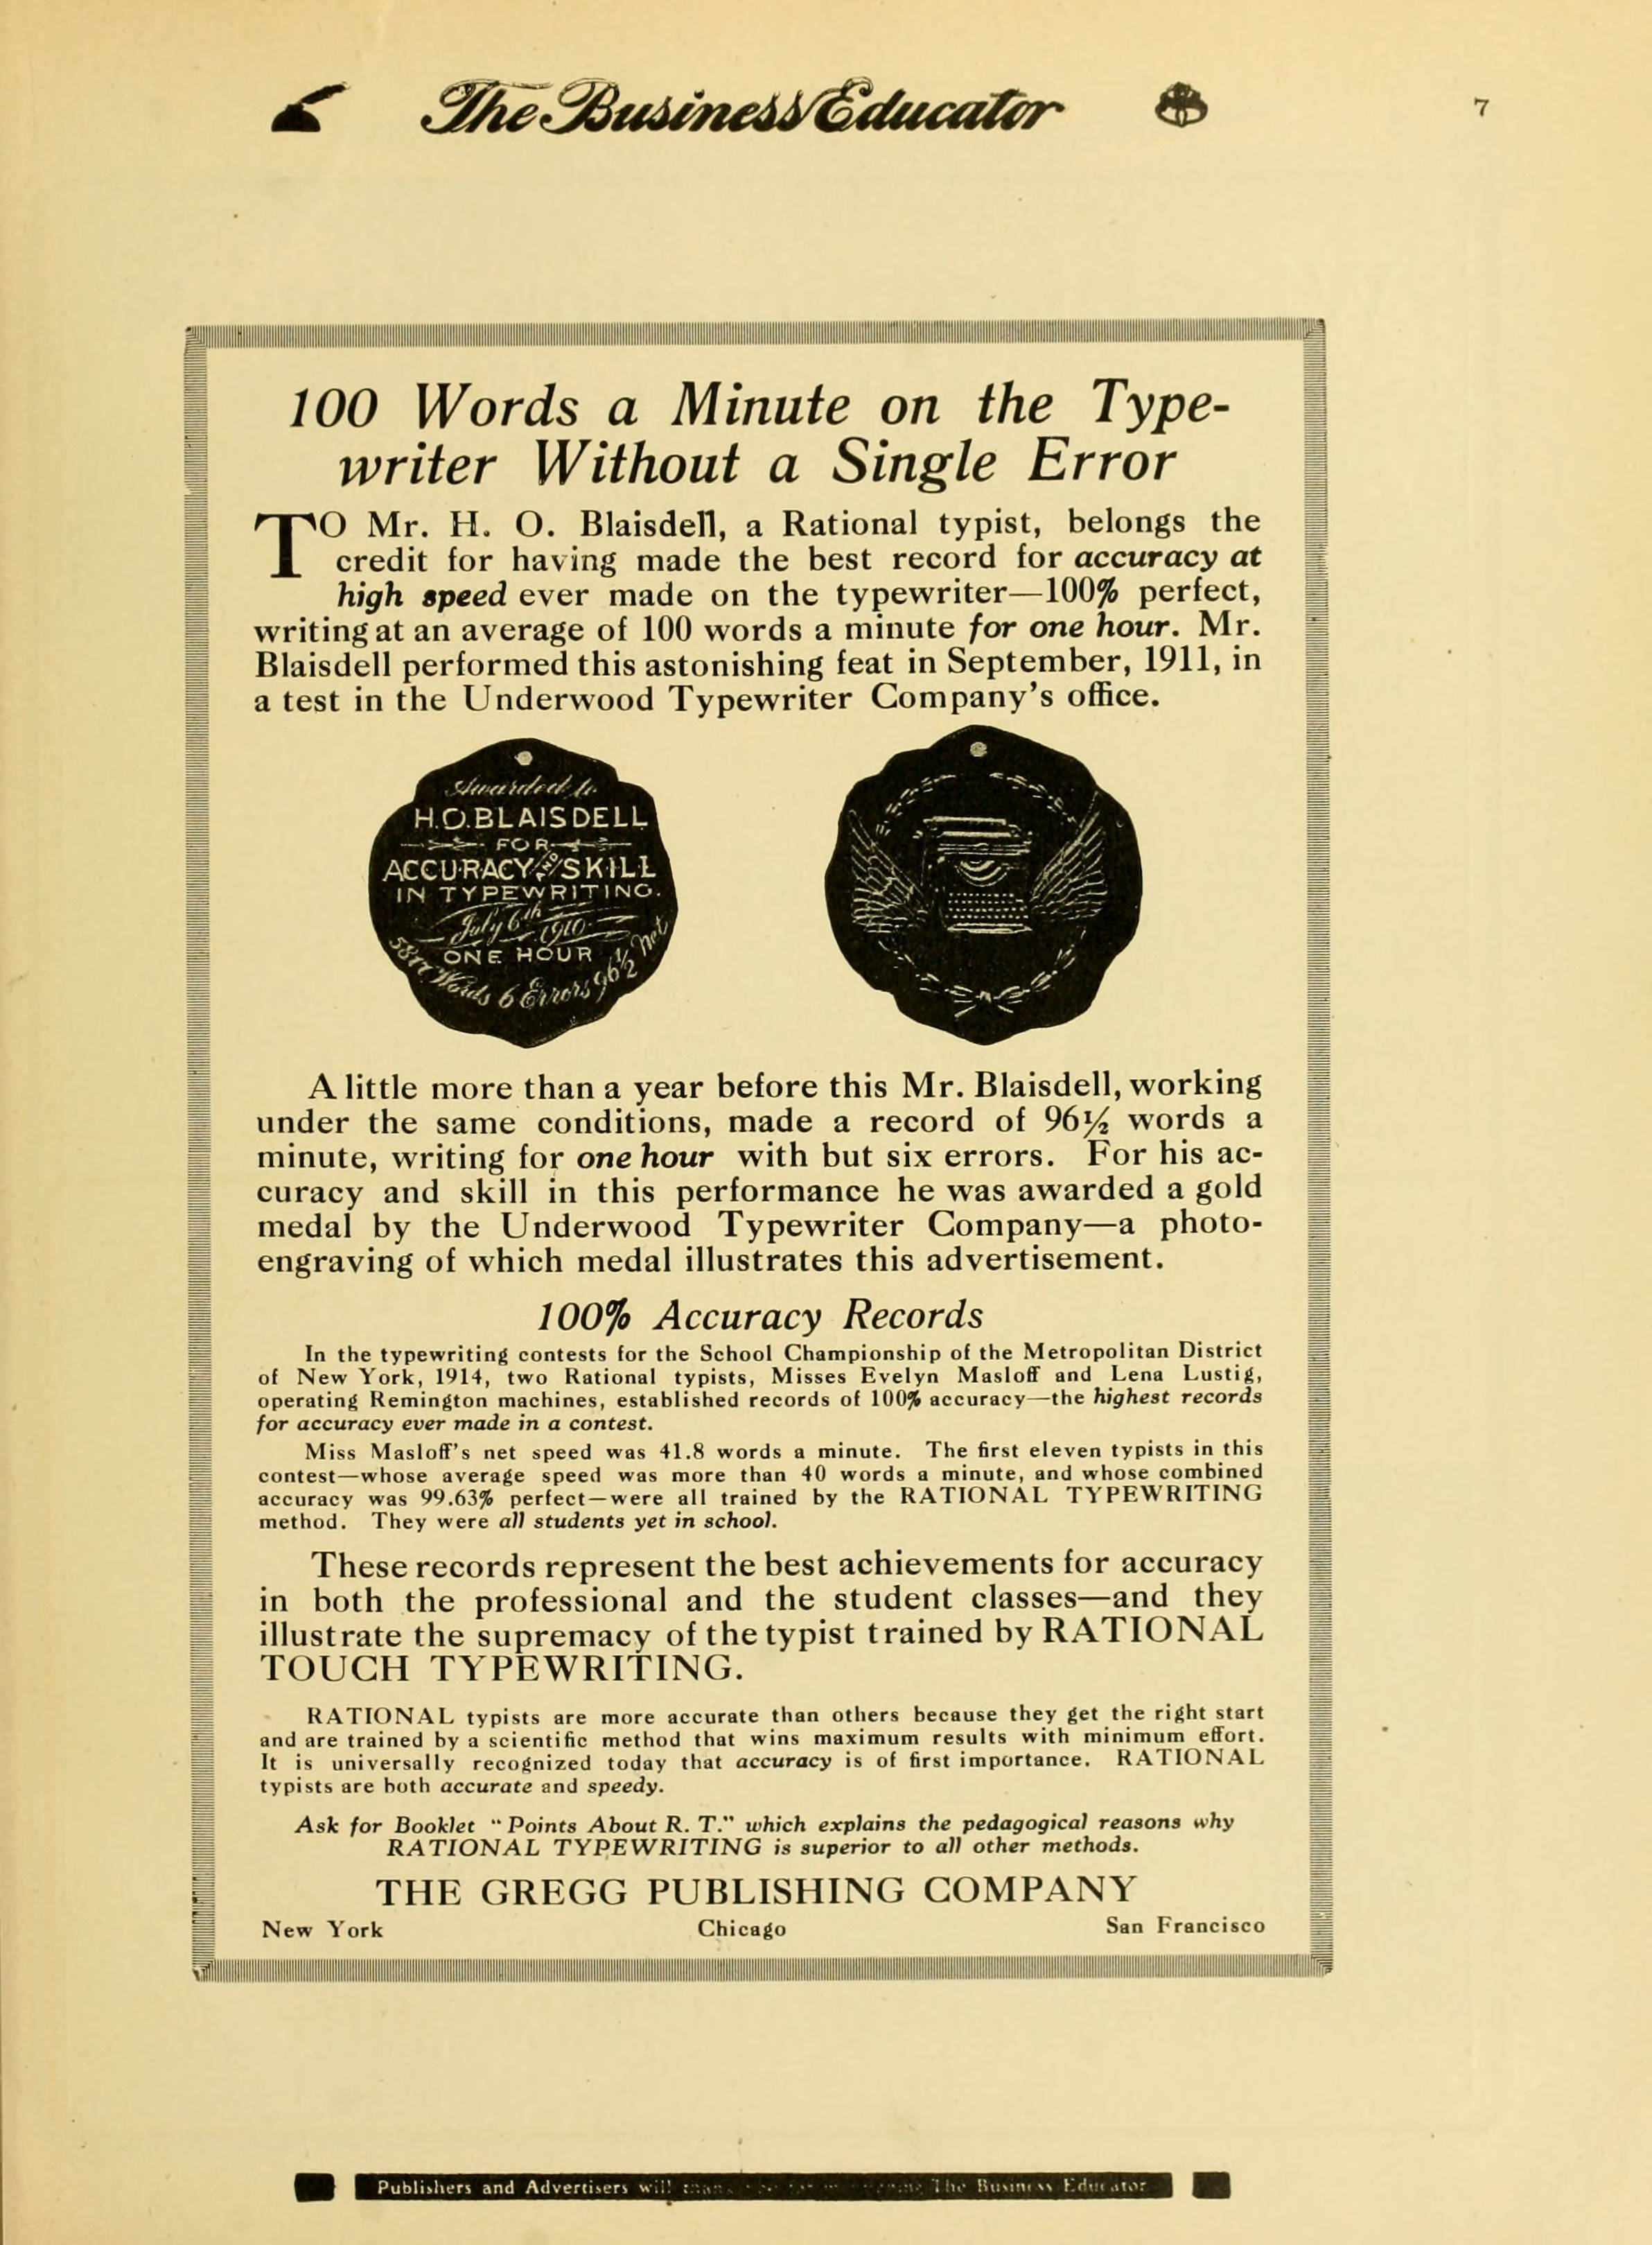 The Business Educator
7
100 Words a Minute on the Type-
writer Without a Single Error
TO Mr. H. O. Blaisdell, a Rational typist, belongs the
credit for having made the best record for accuracy at
high speed ever made on the typewriter—100% perfect,
writing at an average of 100 words a minute for one hour. Mr.
Blaisdell performed this astonishing feat in September, 1911, in
a test in the Underwood Typewriter Company's office.
Awarded to
H.O. BLAISDELL
FOR
ACCURACY AND SKILL
IN TYPEWRITING.
July 6th 1910
ONE HOUR
5877 Words 6 Errors 96½ Net
A little more than a year before this Mr. Blaisdell, working
under the same conditions, made a record of 96½ words a
minute, writing for one hour with but six errors. For his ac-
curacy and skill in this performance he was awarded a gold
medal by the Underwood Typewriter Company—a photo-
engraving of which medal illustrates this advertisement.
100% Accuracy Records
In the typewriting contests for the School Championship of the Metropolitan District
of New York, 1914, two Rational typists, Misses Evelyn Masloff and Lena Lustig,
operating Remington machines, established records of 100% accuracy—the highest records
for accuracy ever made in a contest.
Miss Masloff's net speed was 41.8 words a minute. The first eleven typists in this
contest—whose average speed was more than 40 words a minute, and whose combined
accuracy was 99.63% perfect—were all trained by the RATIONAL TYPEWRITING
method. They were all students yet in school.
These records represent the best achievements for accuracy
in both the professional and the student classes—and they
illustrate the supremacy of the typist trained by RATIONAL
TOUCH TYPEWRITING.
RATIONAL typists are more accurate than others because they get the right start
and are trained by a scientific method that wins maximum results with minimum effort.
It is universally recognized today that accuracy is of first importance. RATIONAL
typists are both accurate and speedy.
Ask for Booklet "Points About R. T." which explains the pedagogical reasons why
RATIONAL TYPEWRITING is superior to all other methods.
THE GREGG PUBLISHING COMPANY
New York Chicago San Francisco
Publishers and Advertisers will The Business Educator